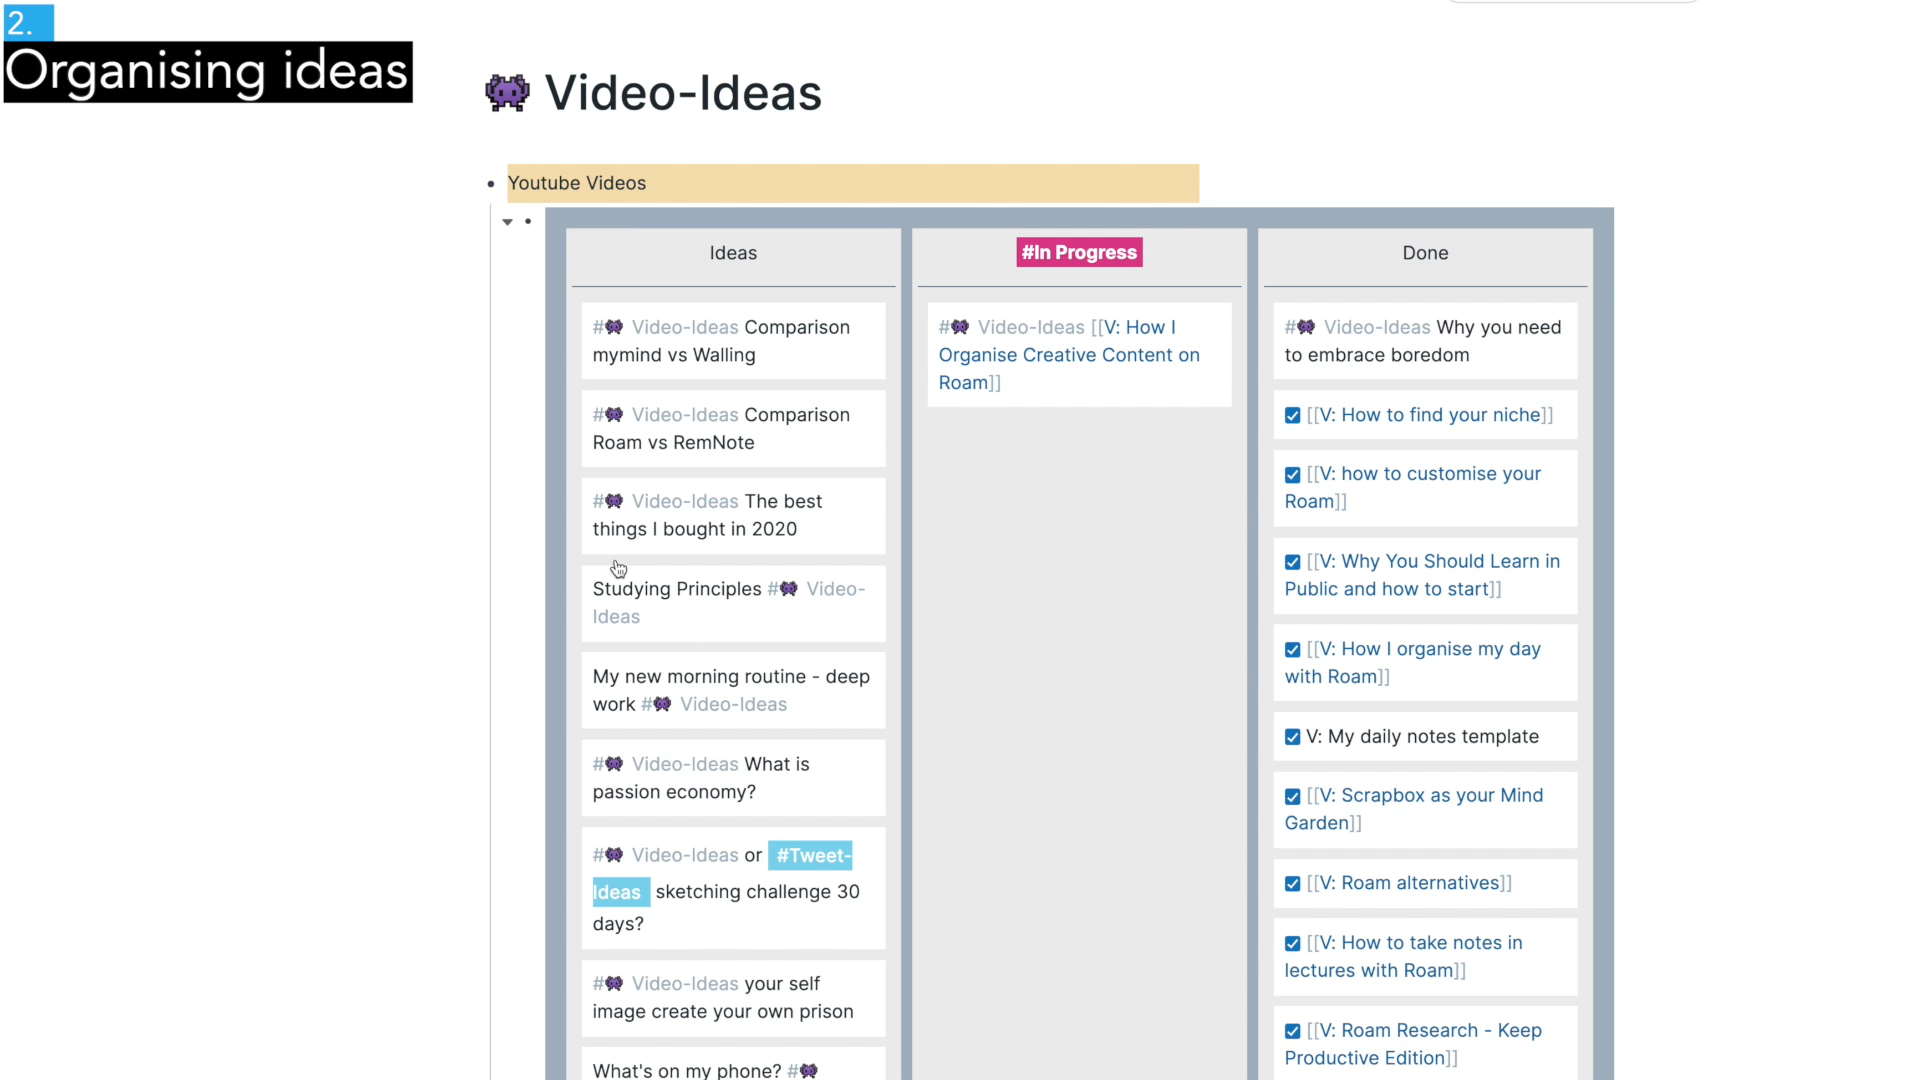 2.
Organising ideas
👾 Video-Ideas
Youtube Videos
Ideas
#👾 Video-Ideas Comparison
mymind vs Walling
#👾 Video-Ideas Comparison
Roam vs RemNote
#👾 Video-Ideas The best
things I bought in 2020
Studying Principles #👾 Video-
Ideas
My new morning routine - deep
work #👾 Video-Ideas
#👾 Video-Ideas What is
passion economy?
#👾 Video-Ideas or #Tweet-
Ideas sketching challenge 30
days?
#👾 Video-Ideas your self
image create your own prison
What's on my phone? #👾
#In Progress
#👾 Video-Ideas [[V: How I
Organise Creative Content on
Roam]]
Done
#👾 Video-Ideas Why you need
to embrace boredom
[[V: How to find your niche]]
[[V: how to customise your
Roam]]
[[V: Why You Should Learn in
Public and how to start]]
[[V: How I organise my day
with Roam]]
V: My daily notes template
[[V: Scrapbox as your Mind
Garden]]
[[V: Roam alternatives]]
[[V: How to take notes in
lectures with Roam]]
[[V: Roam Research - Keep
Productive Edition]]